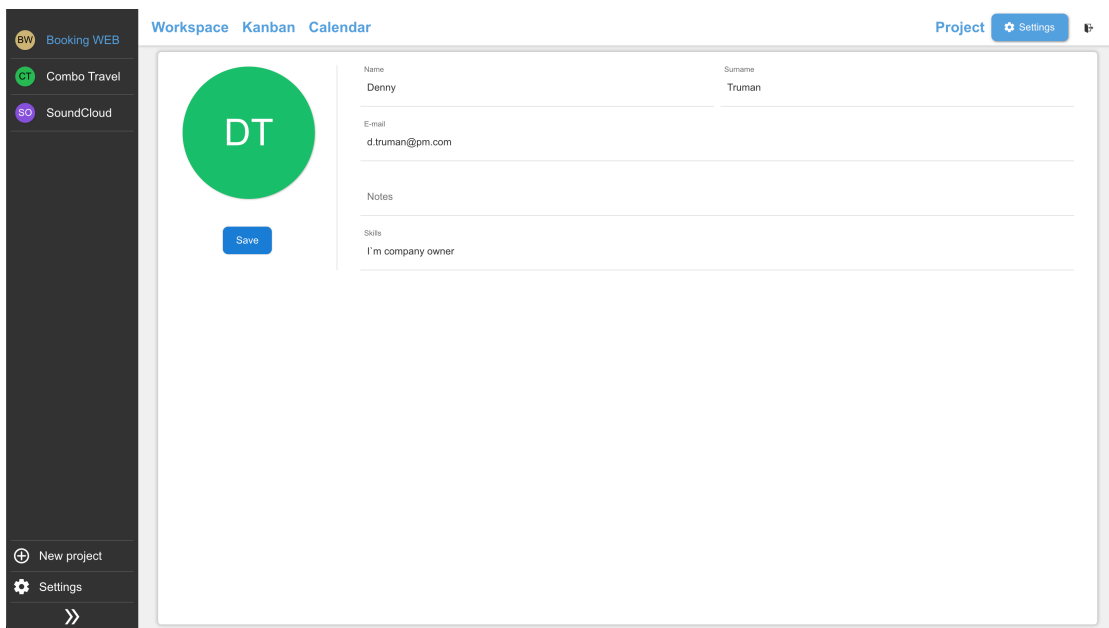 BW Booking WEB
CT Combo Travel
SO SoundCloud
New project
Settings
Workspace Kanban Calendar
Project Settings
DT
Save
Name
Denny
Surname
Truman
E-mail
d.truman@pm.com
Notes
Skills
I`m company owner